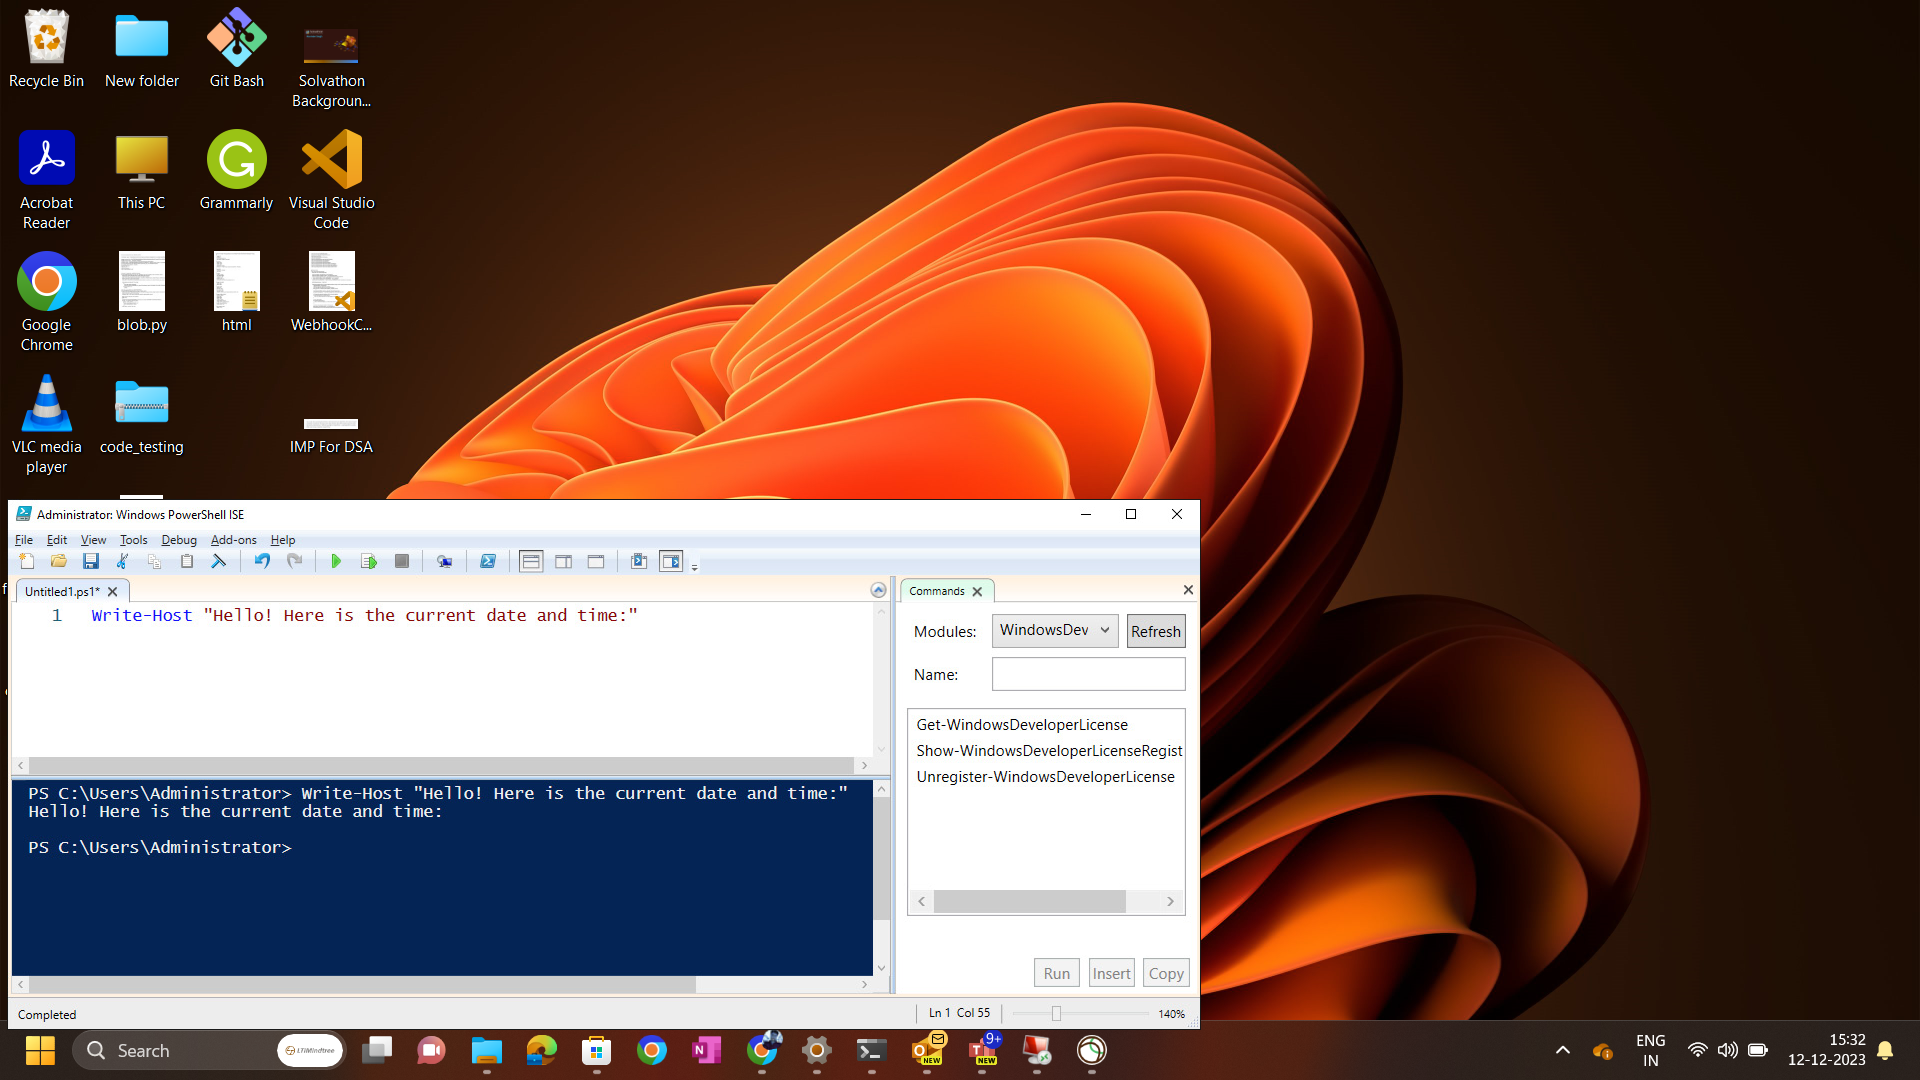 Recycle Bin
New folder
Git Bash
Solvathon
Backgroun...
Acrobat
Reader
This PC
Grammarly
Visual Studio
Code
Google
Chrome
blob.py
html
WebhookC...
VLC media
player
code_testing
IMP For DSA
Administrator: Windows PowerShell ISE
File Edit View Tools Debug Add-ons Help
Untitled1.ps1*
1 Write-Host "Hello! Here is the current date and time:"
PS C:\Users\Administrator> Write-Host "Hello! Here is the current date and time:"
Hello! Here is the current date and time:
PS C:\Users\Administrator>
Commands
Modules: WindowsDev Refresh
Name:
Get-WindowsDeveloperLicense
Show-WindowsDeveloperLicenseRegist
Unregister-WindowsDeveloperLicense
Run Insert Copy
Completed
Ln 1 Col 55
140%
Search
LTIMindtree
NEW
9+
NEW
ENG
IN
15:32
12-12-2023